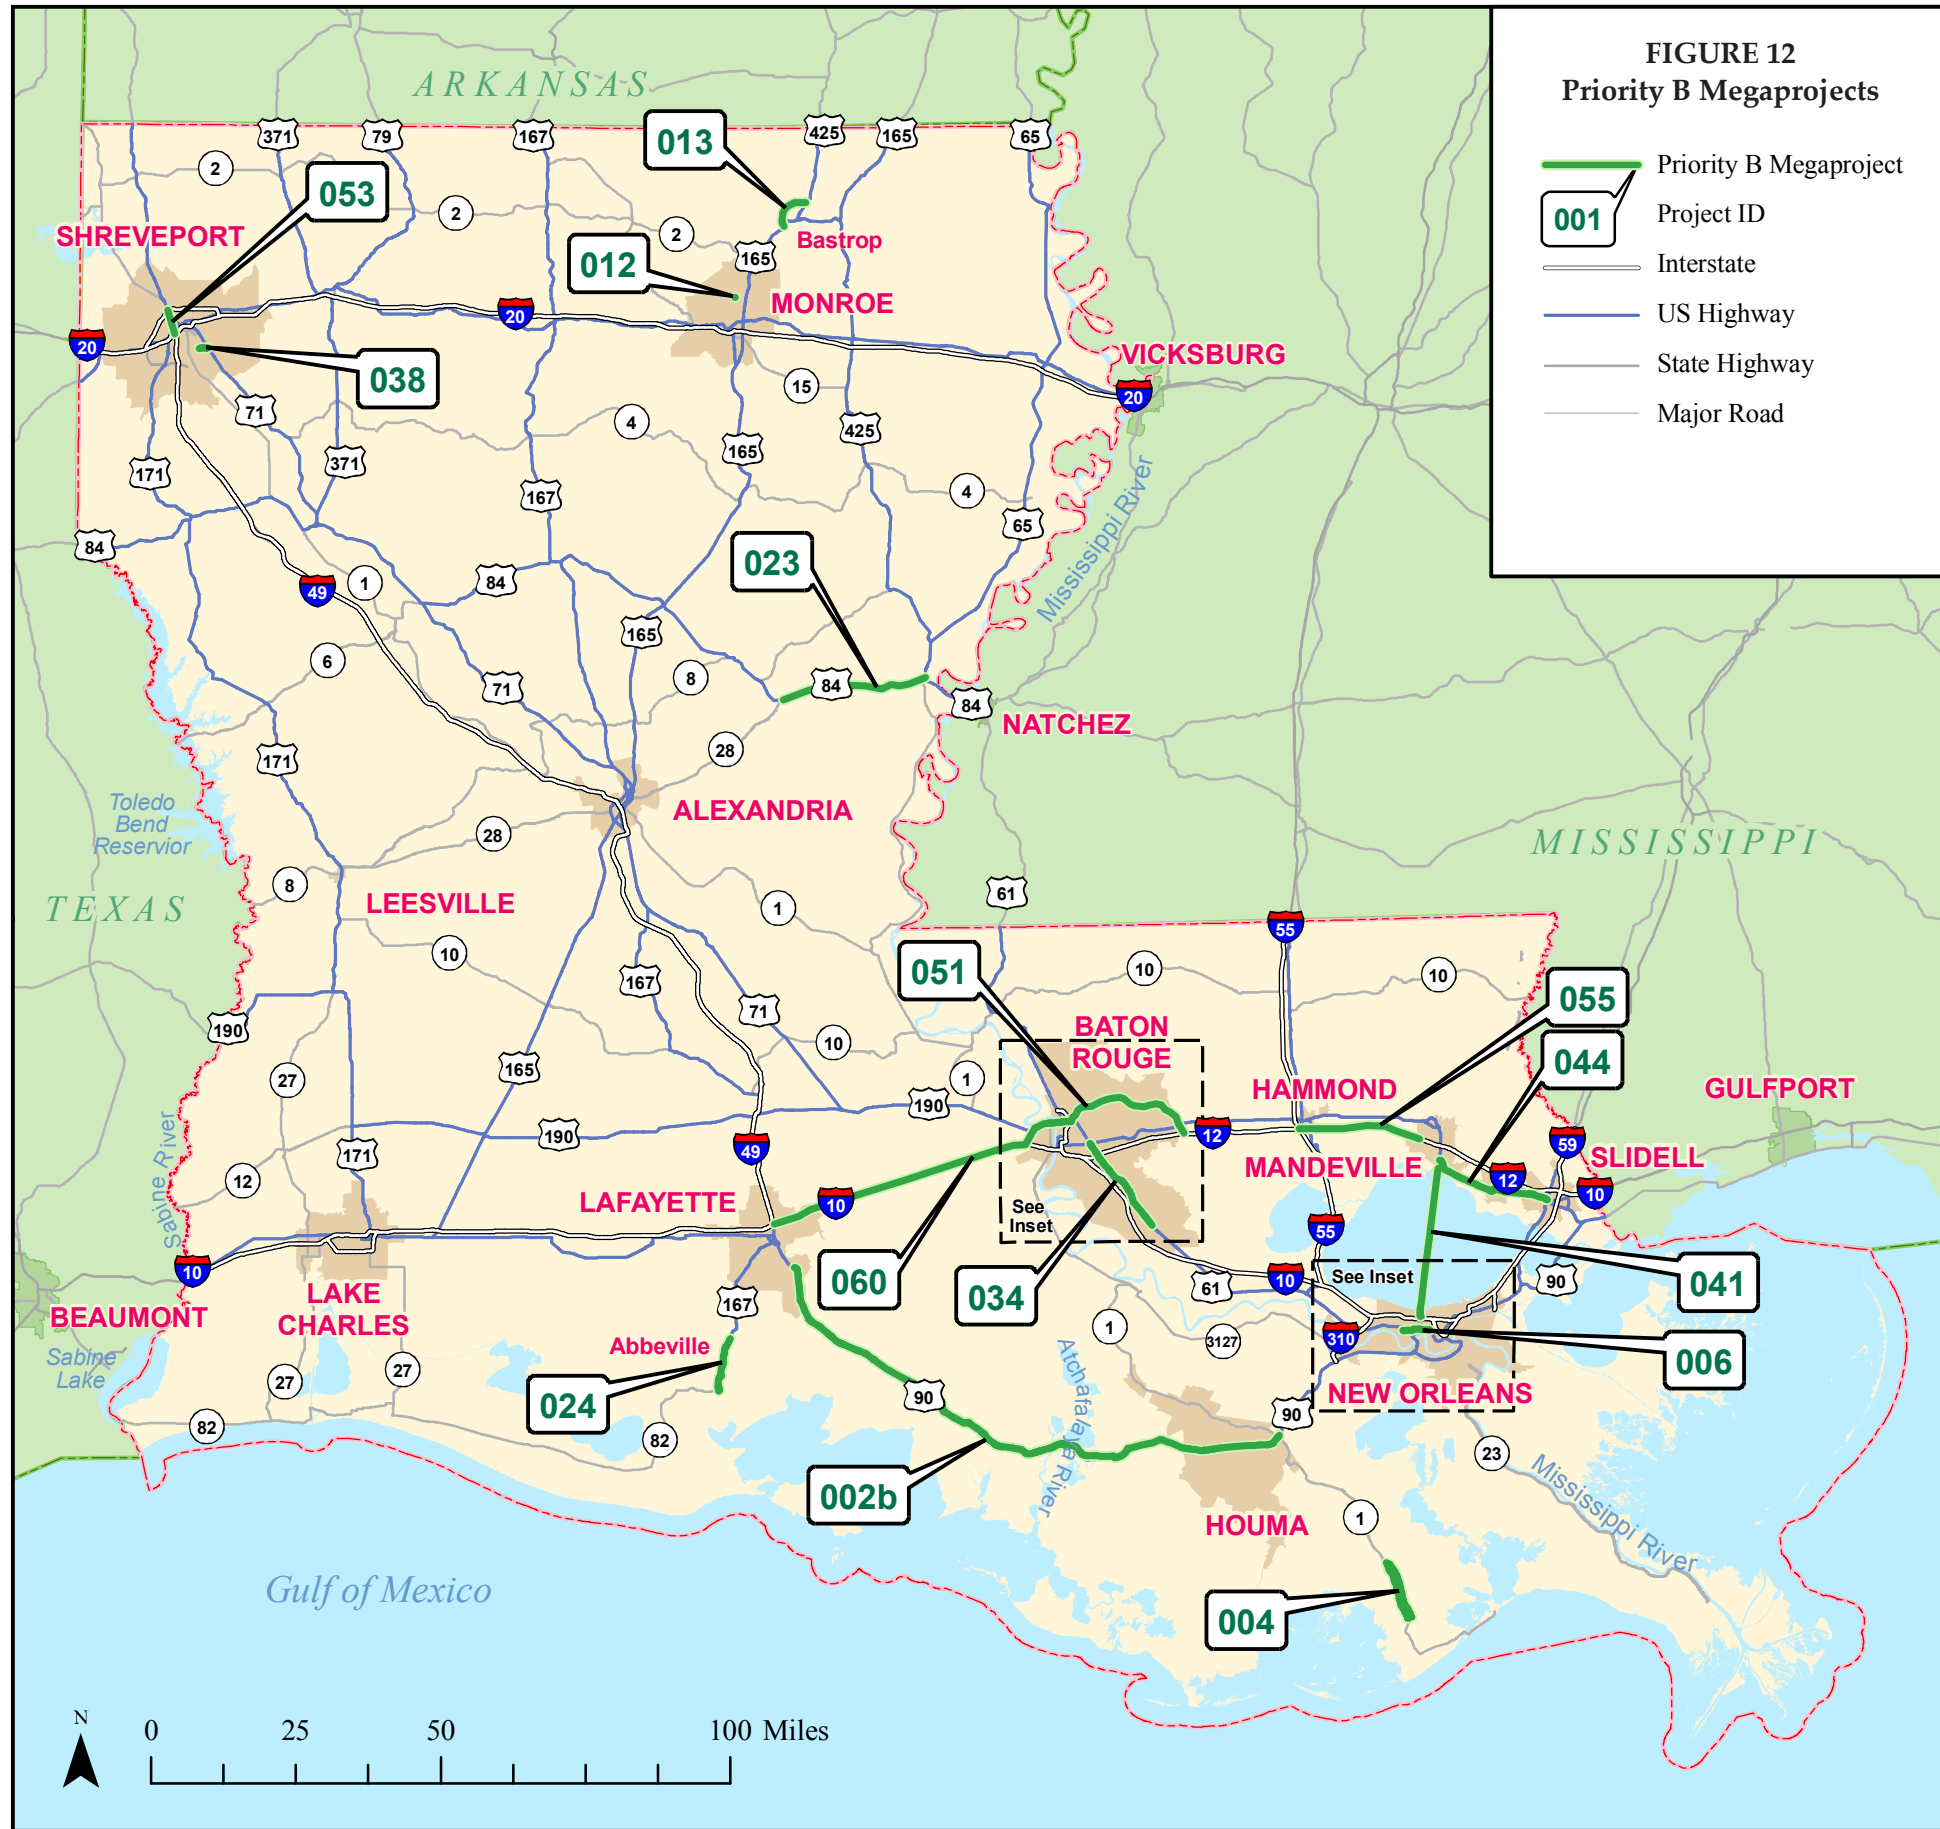 FIGURE 12
Priority B Megaprojects
Priority B Megaproject
001
Project ID
Interstate
US Highway
State Highway
Major Road
ARKANSAS
371
79
167
013
425
165
65
2
053
2
2
SHREVEPORT
Bastrop
165
012
MONROE
20
20
VICKSBURG
038
15
20
71
4
425
165
371
171
167
4
65
84
Mississippi River
023
84
1
49
165
6
8
71
84
84
NATCHEZ
28
171
Toledo
Bend
Reservior
ALEXANDRIA
28
MISSISSIPPI
8
61
LEESVILLE
TEXAS
1
55
10
051
10
10
167
055
71
BATON
ROUGE
190
10
044
165
27
1
HAMMOND
GULFPORT
190
190
12
59
Sabine River
49
171
MANDEVILLE
SLIDELL
12
12
10
LAFAYETTE
10
See
Inset
55
10
060
034
61
10
See Inset
90
041
LAKE
CHARLES
167
BEAUMONT
1
3127
310
Abbeville
006
Sabine
Lake
27
27
024
90
NEW ORLEANS
90
82
82
Atchafalaya River
23
Mississippi River
002b
1
HOUMA
Gulf of Mexico
004
N
0
25
50
100 Miles